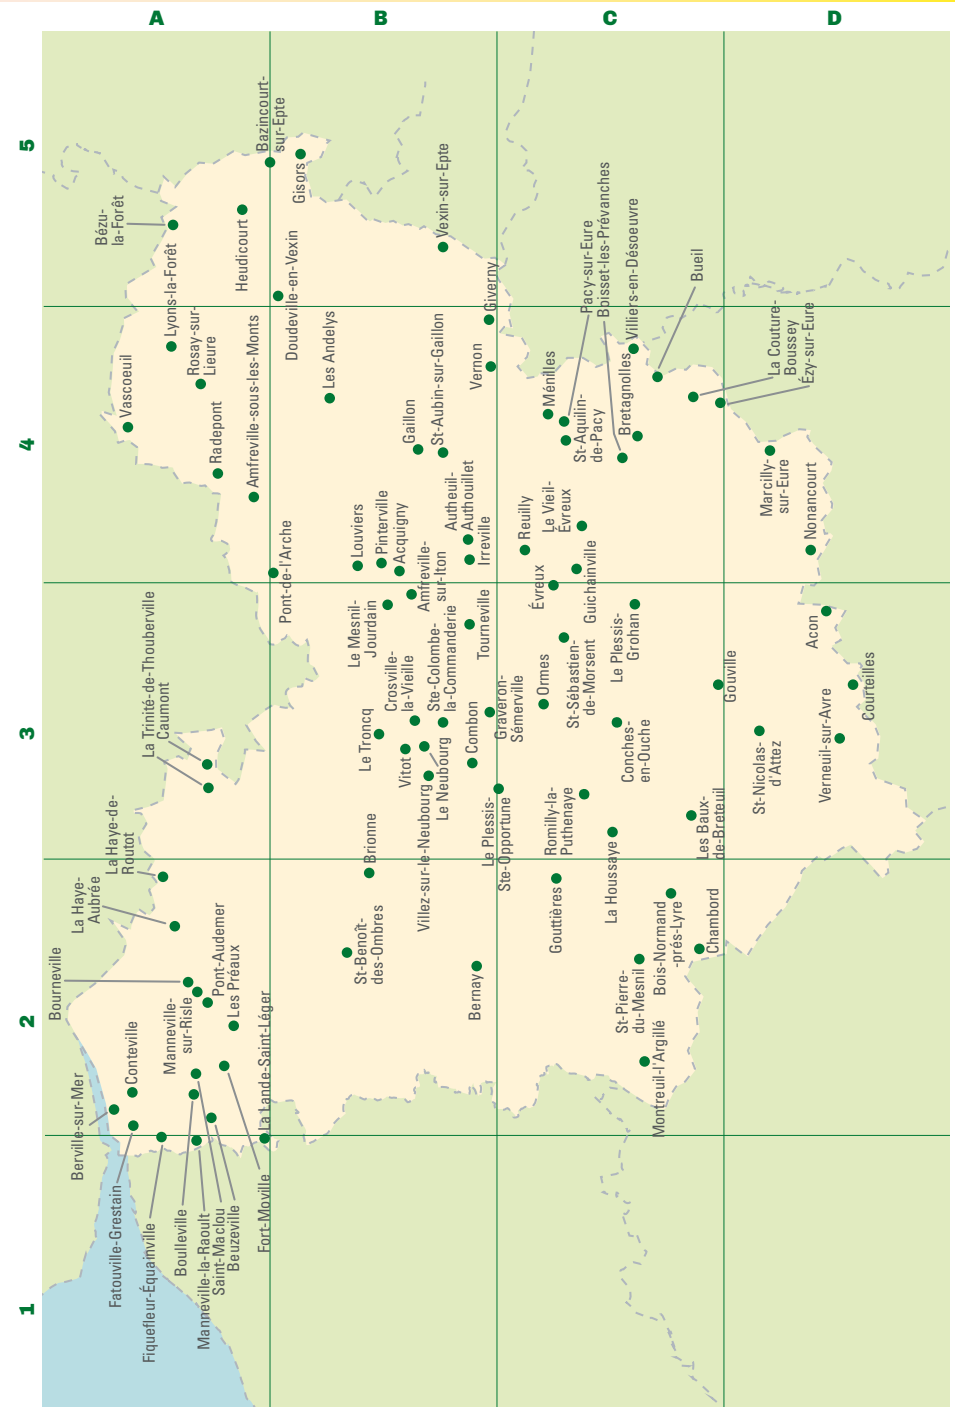 A
B
C
D
5
4
3
2
1
Bazincourt-
sur-Epte
Gisors
Bézu-
la-Forêt
Heudicourt
Lyons-la-Forêt
Doudeville-en-Vexin
Vexin-sur-Epte
Giverny
Pacy-sur-Eure
Boisset-les-Prévanches
Villiers-en-Désoeuvre
Bueil
La Couture-
Boussey
Ézy-sur-Eure
Rosay-sur-
Lieure
Vascoeuil
Radepont
Amfreville-sous-les-Monts
Les Andelys
Gaillon
St-Aubin-sur-Gaillon
Vernon
Ménilles
St-Aquilin-
de-Pacy
Bretagnolles
Marcilly-
sur-Eure
Nonancourt
Pont-de-l'Arche
Louviers
Pinterville
Acquigny
Autheuil-
Authouillet
Irreville
Reuilly
Le Vieil-
Evreux
Évreux
Guichainville
Amfreville-
sur-Iton
Le Mesnil-
Jourdain
Crosville-
la-Vieille
Ste-Colombe-
la-Commanderie
Tourneville
Le Plessis-
Grohan
Acon
La Trinité-de-Thouberville
Caumont
Le Troncq
Vitot
Le Neubourg
Villez-sur-le-Neubourg
Combon
Graveron-
Sémerville
Ormes
St-Sébastien-
de-Morsent
Conches-
en-Ouche
Gouville
Courteilles
Verneuil-sur-Avre
St-Nicolas-
d'Attez
La Haye-de-
Routot
La Haye-
Aubrée
Brionne
Le Plessis-
Ste-Opportune
Romilly-la-
Puthenaye
La Houssaye
Les Baux-
de-Breteuil
Bourneville
Pont-Audemer
Les Préaux
Manneville-
sur-Risle
St-Benoît-
des-Ombres
Bernay
Gouttières
St-Pierre-
du-Mesnil
Bois-Normand
-prés-Lyre
Chambord
Montreuil-l'Argillé
Conteville
Berville-sur-Mer
La Lande-Saint-Léger
Fatouville-Grestain
Fiquefleur-Équainville
Boulleville
Manneville-la-Raoult
Saint-Maclou
Beuzeville
Fort-Moville